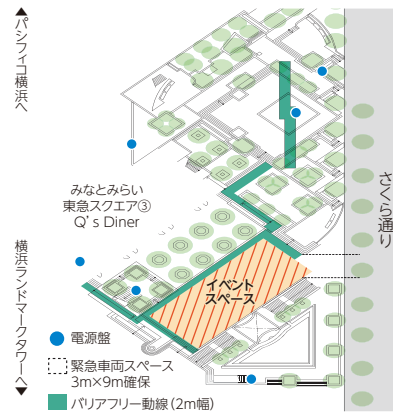 ▲パシフィコ横浜へ
横浜ランドマークタワーへ▼
みなとみらい
東急スクエア③
Q's Diner
さくら通り
イベント
スペース
電源盤
緊急車両スペース
3m×9m確保
バリアフリー動線（2m幅）